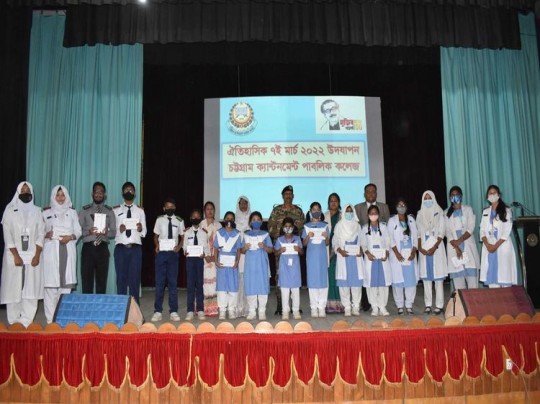 ঐতিহাসিক ৭ই মার্চ ২০২২ উদযাপন
চট্টগ্রাম ক্যান্টনমেন্ট পাবলিক কলেজ